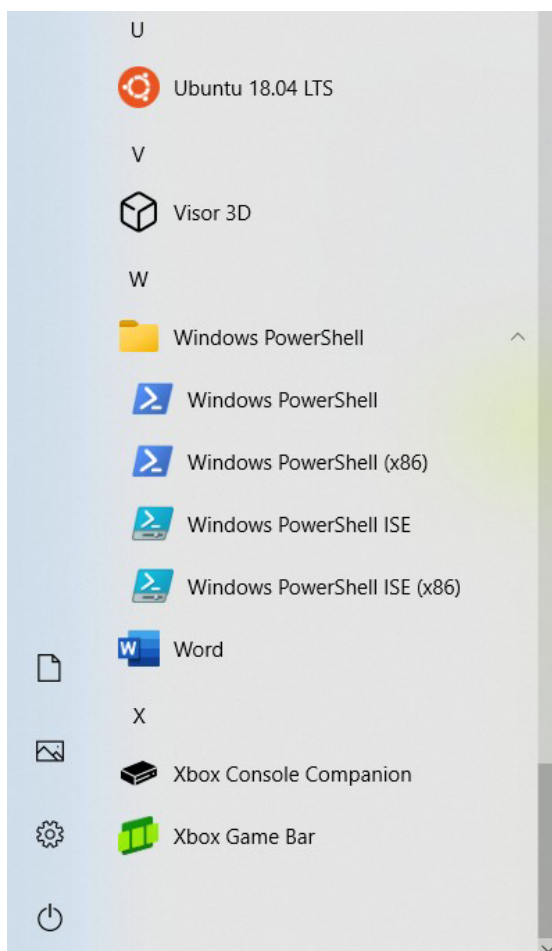 U
Ubuntu 18.04 LTS
V
Visor 3D
W
Windows PowerShell
Windows PowerShell
Windows PowerShell (x86)
Windows PowerShell ISE
Windows PowerShell ISE (x86)
Word
X
Xbox Console Companion
Xbox Game Bar